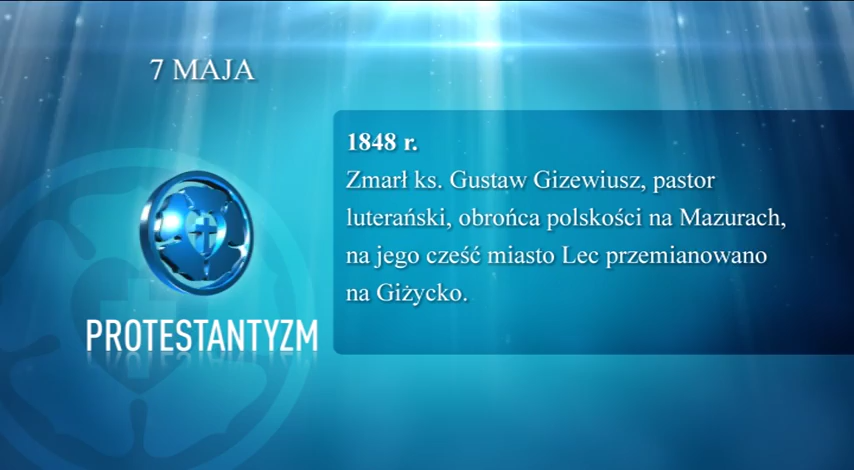 7 MAJA
1848 r.
Zmarł ks. Gustaw Gizewiusz, pastor
luterański, obrońca polskości na Mazurach,
na jego cześć miasto Lec przemianowano
na Giżycko.
PROTESTANTYZM